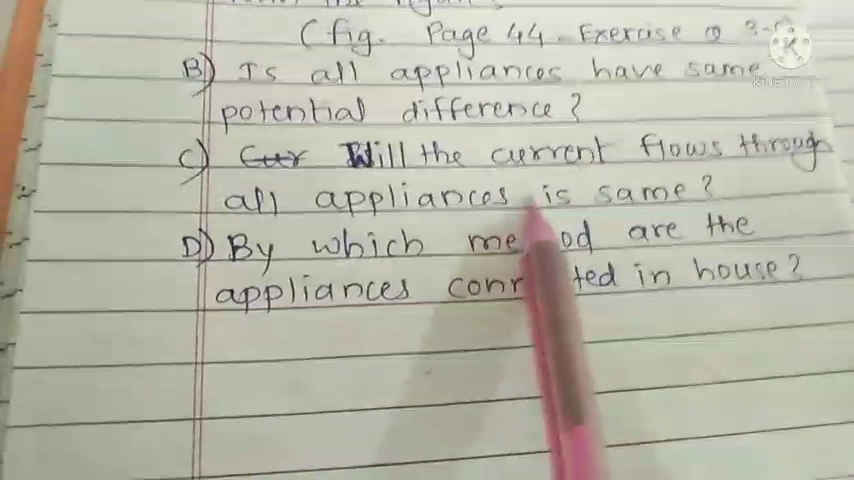 (fig. Page 44. Exercise Q 3-
B) Is all appliances have same
potential difference?
C) Will the current flows through
all appliances is same?
D) By which me od are the
appliances con ted in house?